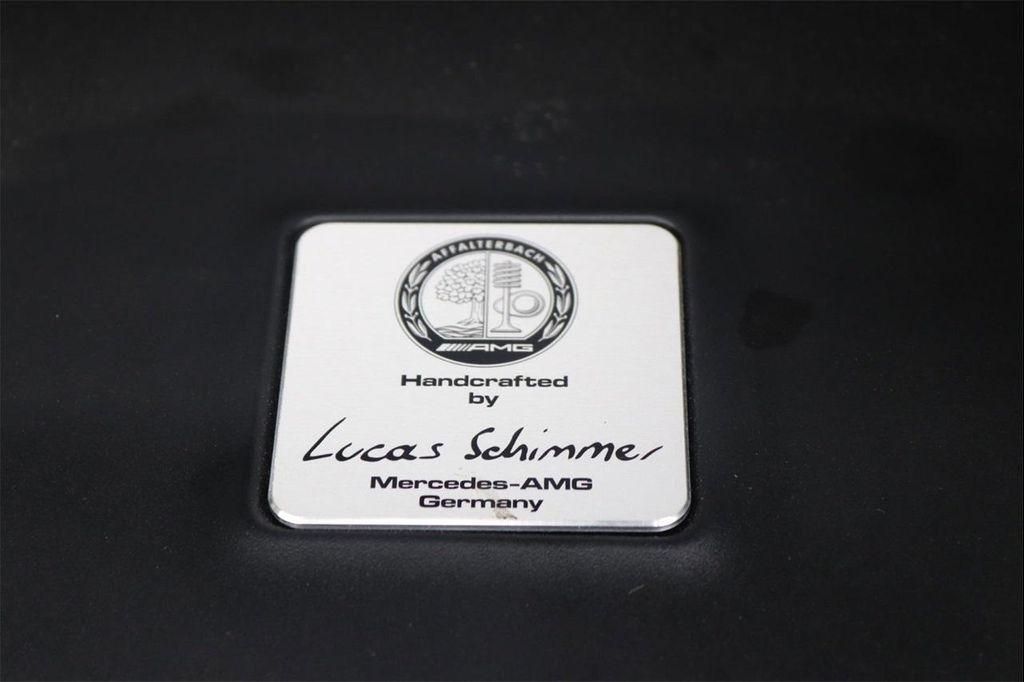 AFFALTERBACH
AMG
Handcrafted
by
Lucas Schimmer
Mercedes-AMG
Germany